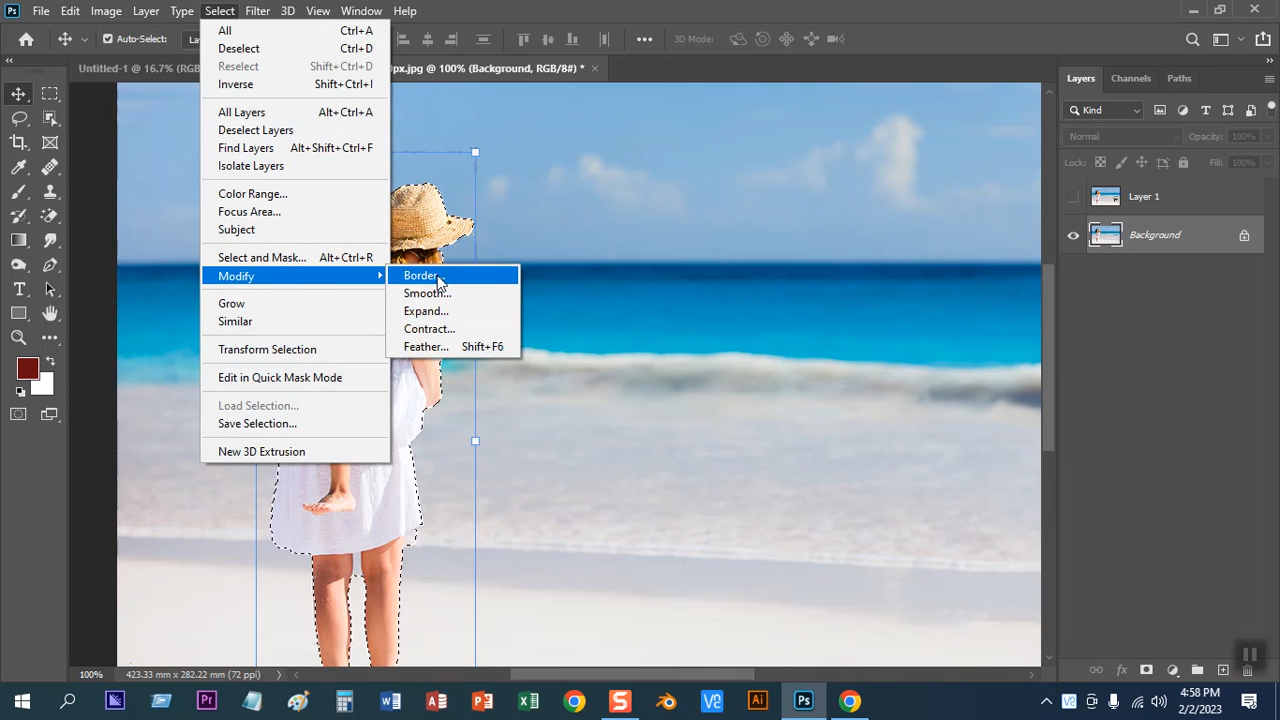 Ps File Edit Image Layer Type Select Filter 3D View Window Help
Auto-Select: 3D Mode:
Untitled-1 @ 16.7% (RGB px.jpg @ 100% (Background, RGB/8#) *
All Ctrl+A
Deselect Ctrl+D
Reselect Shift+Ctrl+D
Inverse Shift+Ctrl+I
All Layers Alt+Ctrl+A
Deselect Layers
Find Layers Alt+Shift+Ctrl+F
Isolate Layers
Color Range...
Focus Area...
Subject
Select and Mask... Alt+Ctrl+R
Modify
Grow
Similar
Transform Selection
Edit in Quick Mask Mode
Load Selection...
Save Selection...
New 3D Extrusion
Border...
Smooth...
Expand...
Contract...
Feather... Shift+F6
Layers Channels Paths
Kind
Normal Opacity: 100%
Lock: Fill: 100%
Layer 1
Background
100% 423.33 mm x 282.22 mm (72 ppi)
4:58 PM
2/2/2023